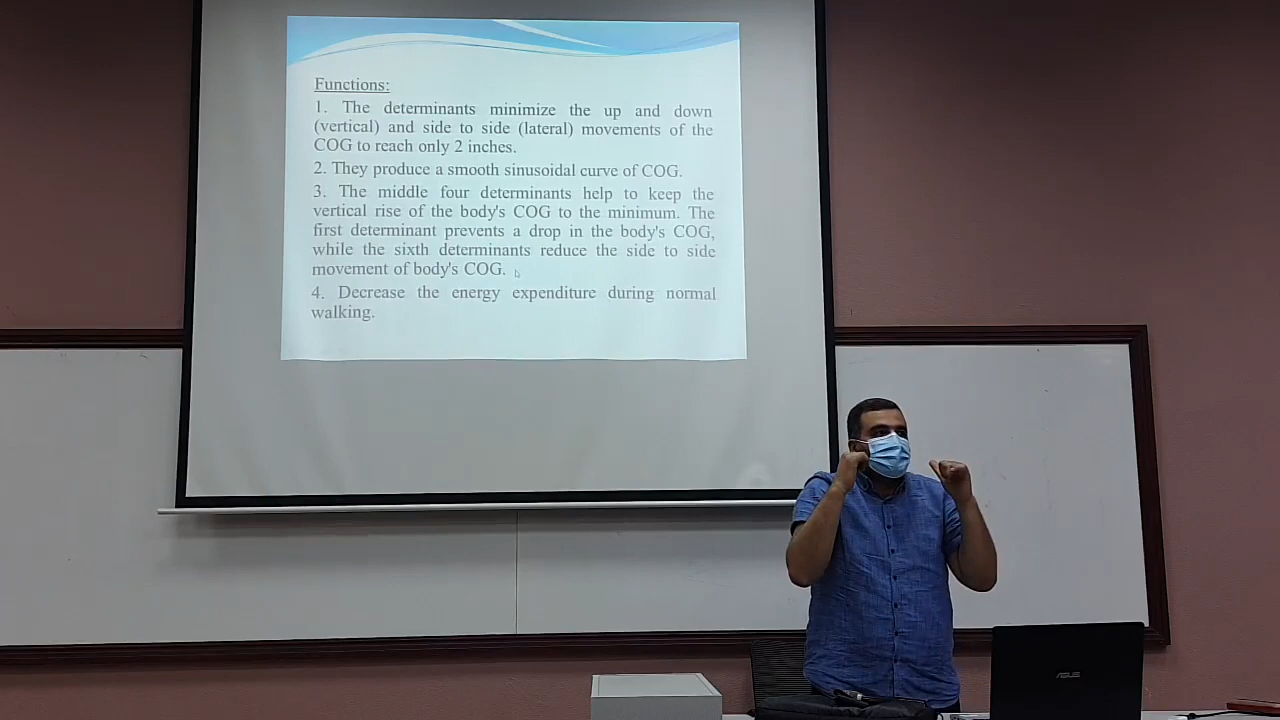 Functions:
1. The determinants minimize the up and down
(vertical) and side to side (lateral) movements of the
COG to reach only 2 inches.
2. They produce a smooth sinusoidal curve of COG.
3. The middle four determinants help to keep the
vertical rise of the body's COG to the minimum. The
first determinant prevents a drop in the body's COG,
while the sixth determinants reduce the side to side
movement of body's COG.
4. Decrease the energy expenditure during normal
walking.
ASUS